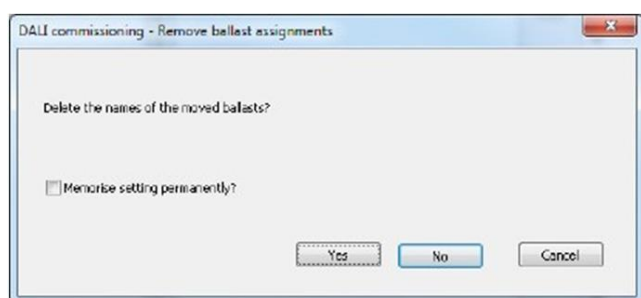 DALI commissioning - Remove ballast assignments
Delete the names of the moved ballasts?
Memorise setting permanently?
Yes No Cancel